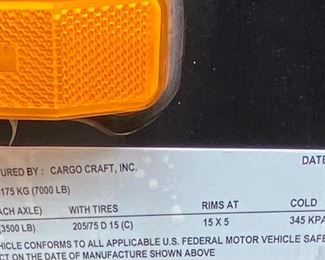 URED BY: CARGO CRAFT, INC. DATE
175 KG (7000 LB)
ACH AXLE) WITH TIRES RIMS AT COLD
(3500 LB) 205/75 D 15 (C) 15 X 5 345 KPA
HICLE CONFORMS TO ALL APPLICABLE U.S. FEDERAL MOTOR VEHICLE SAFE
CT ON THE DATE OF MANUFACTURE SHOWN ABOVE